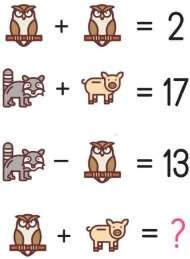 + = 2
+ = 17
− = 13
+ = ?